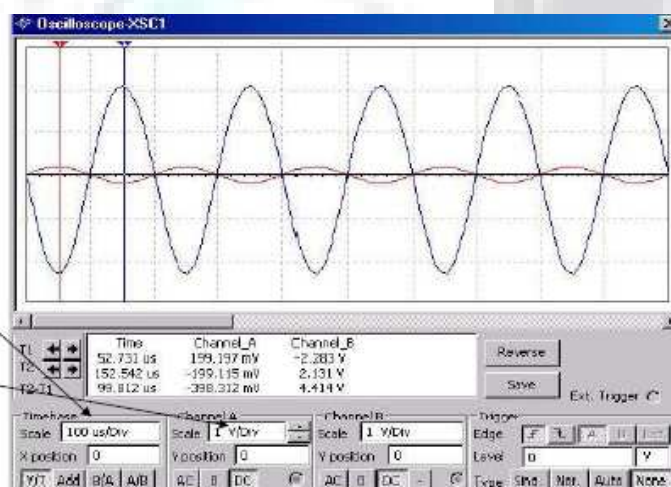 Oscilloscope-XSC1
Time Channel_A Channel_B
T1 52.731 us 199.197 mV -2.283 V
T2 152.542 us -199.115 mV 2.131 V
T2-T1 99.812 us -398.312 mV 4.414 V
Reverse
Save
Ext. Trigger
Timebase Channel A Channel B Trigger
Scale 100 us/Div Scale 1 V/Div Scale 1 V/Div Edge
X position 0 Y position 0 Y position 0 Level 0 V
Y/T Add B/A A/B AC 0 DC AC 0 DC - Type Sing. Nor. Auto None